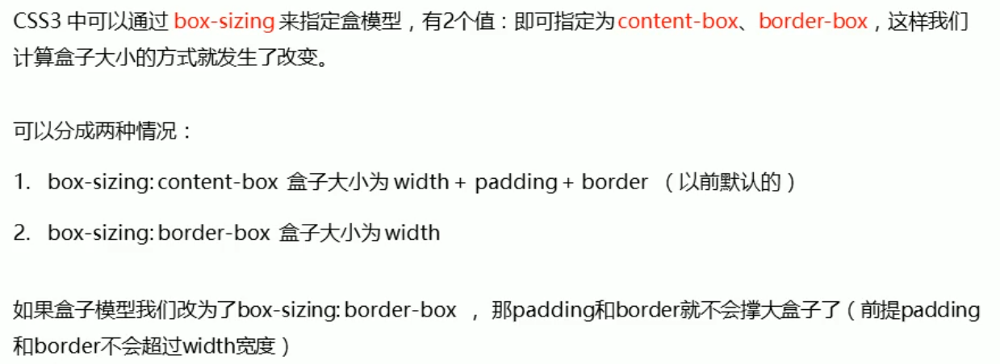 CSS3 中可以通过 box-sizing 来指定盒模型，有2个值：即可指定为content-box、border-box，这样我们
计算盒子大小的方式就发生了改变。
可以分成两种情况：
1. box-sizing: content-box 盒子大小为 width + padding + border （以前默认的）
2. box-sizing: border-box 盒子大小为 width
如果盒子模型我们改为了box-sizing: border-box ， 那padding和border就不会撑大盒子了（前提padding
和border不会超过width宽度）